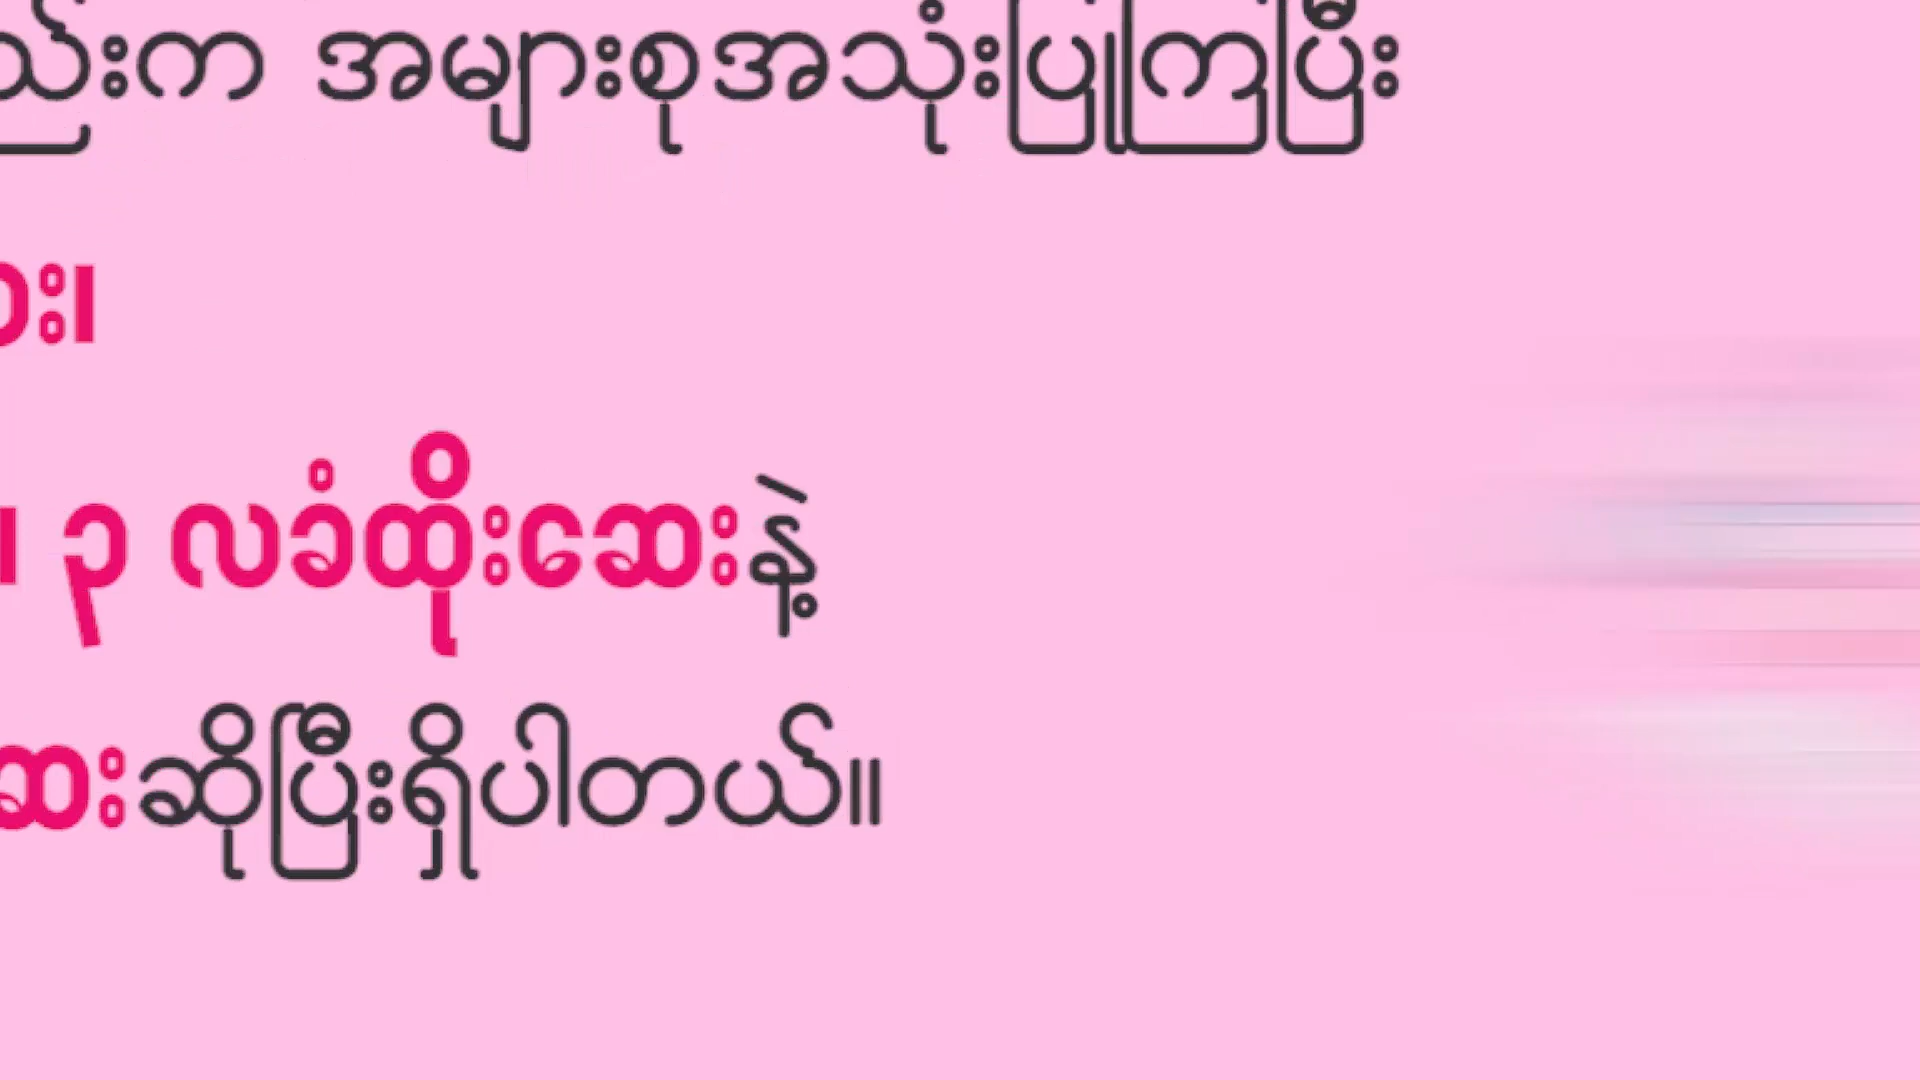 ည်းက အများစုအသုံးပြုကြပြီး
း၊
၊ ၃ လခံထိုးဆေးနဲ့
ဆေးဆိုပြီးရှိပါတယ်။